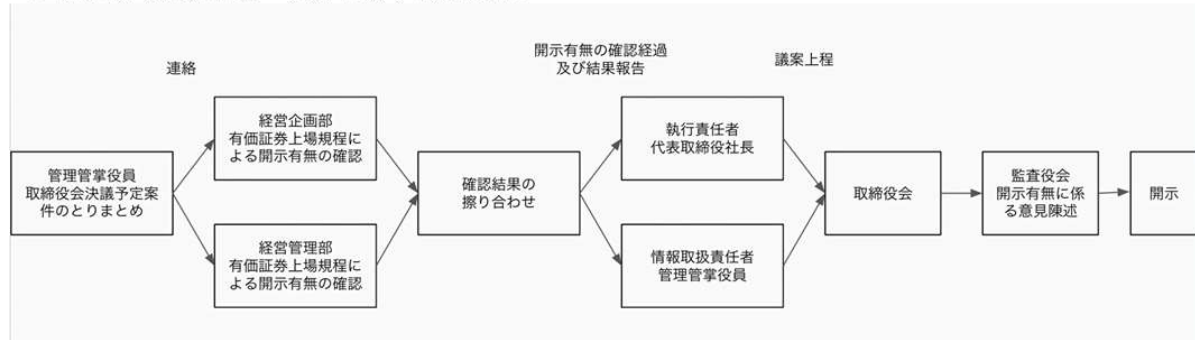 連絡
開示有無の確認経過
及び結果報告
議案上程
管理管掌役員
取締役会決議予定案
件のとりまとめ
経営企画部
有価証券上場規程に
よる開示有無の確認
経営管理部
有価証券上場規程に
よる開示有無の確認
確認結果の
擦り合わせ
執行責任者
代表取締役社長
情報取扱責任者
管理管掌役員
取締役会
監査役会
開示有無に係
る意見陳述
開示